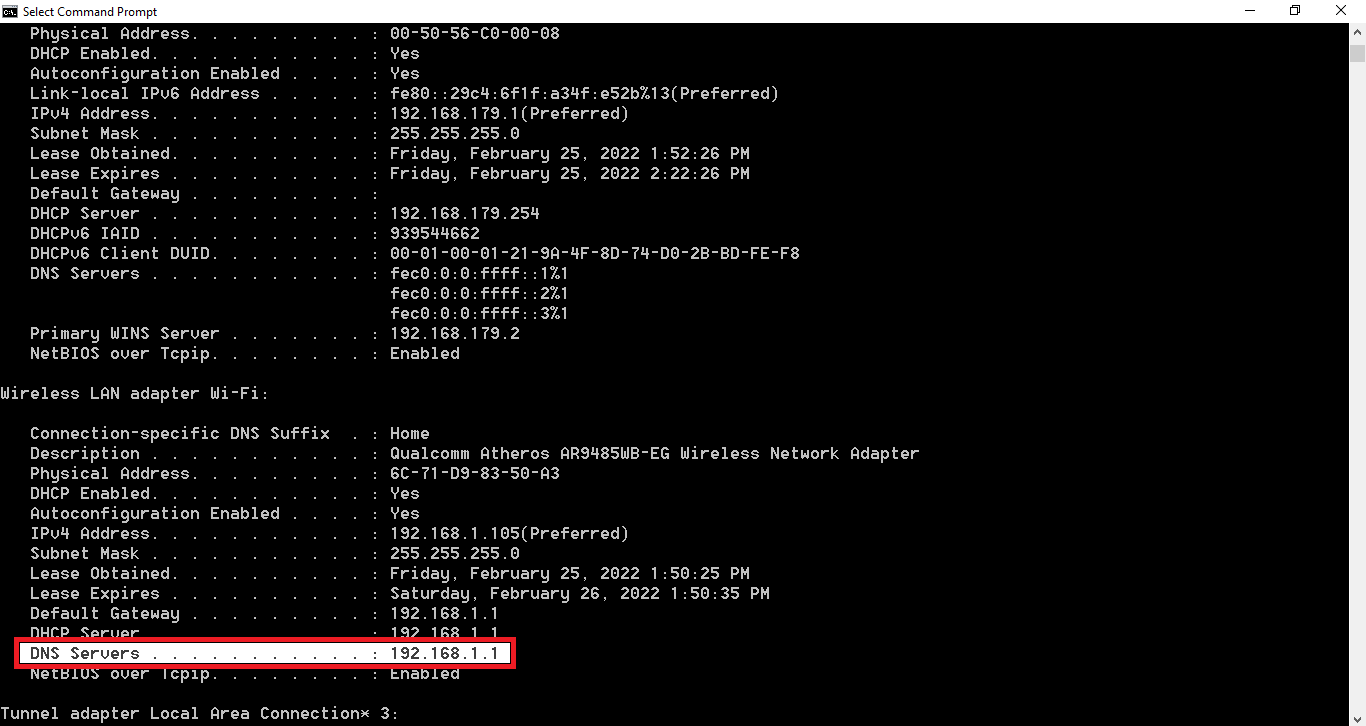 Select Command Prompt
Physical Address. . . . . . . . . : 00-50-56-C0-00-08
DHCP Enabled. . . . . . . . . . . : Yes
Autoconfiguration Enabled . . . . : Yes
Link-local IPv6 Address . . . . . : fe80::29c4:6f1f:a34f:e52b%13(Preferred)
IPv4 Address. . . . . . . . . . . : 192.168.179.1(Preferred)
Subnet Mask . . . . . . . . . . . : 255.255.255.0
Lease Obtained. . . . . . . . . . : Friday, February 25, 2022 1:52:26 PM
Lease Expires . . . . . . . . . . : Friday, February 25, 2022 2:22:26 PM
Default Gateway . . . . . . . . . :
DHCP Server . . . . . . . . . . . : 192.168.179.254
DHCPv6 IAID . . . . . . . . . . . : 939544662
DHCPv6 Client DUID. . . . . . . . : 00-01-00-01-21-9A-4F-8D-74-D0-2B-BD-FE-F8
DNS Servers . . . . . . . . . . . : fec0:0:0:ffff::1%1
fec0:0:0:ffff::2%1
fec0:0:0:ffff::3%1
Primary WINS Server . . . . . . . : 192.168.179.2
NetBIOS over Tcpip. . . . . . . . : Enabled
Wireless LAN adapter Wi-Fi:
Connection-specific DNS Suffix  . : Home
Description . . . . . . . . . . . : Qualcomm Atheros AR9485WB-EG Wireless Network Adapter
Physical Address. . . . . . . . . : 6C-71-D9-83-50-A3
DHCP Enabled. . . . . . . . . . . : Yes
Autoconfiguration Enabled . . . . : Yes
IPv4 Address. . . . . . . . . . . : 192.168.1.105(Preferred)
Subnet Mask . . . . . . . . . . . : 255.255.255.0
Lease Obtained. . . . . . . . . . : Friday, February 25, 2022 1:50:25 PM
Lease Expires . . . . . . . . . . : Saturday, February 26, 2022 1:50:35 PM
Default Gateway . . . . . . . . . : 192.168.1.1
DHCP Server . . . . . . . . . . . : 192.168.1.1
DNS Servers . . . . . . . . . . . : 192.168.1.1
NetBIOS over Tcpip. . . . . . . . : Enabled
Tunnel adapter Local Area Connection* 3: